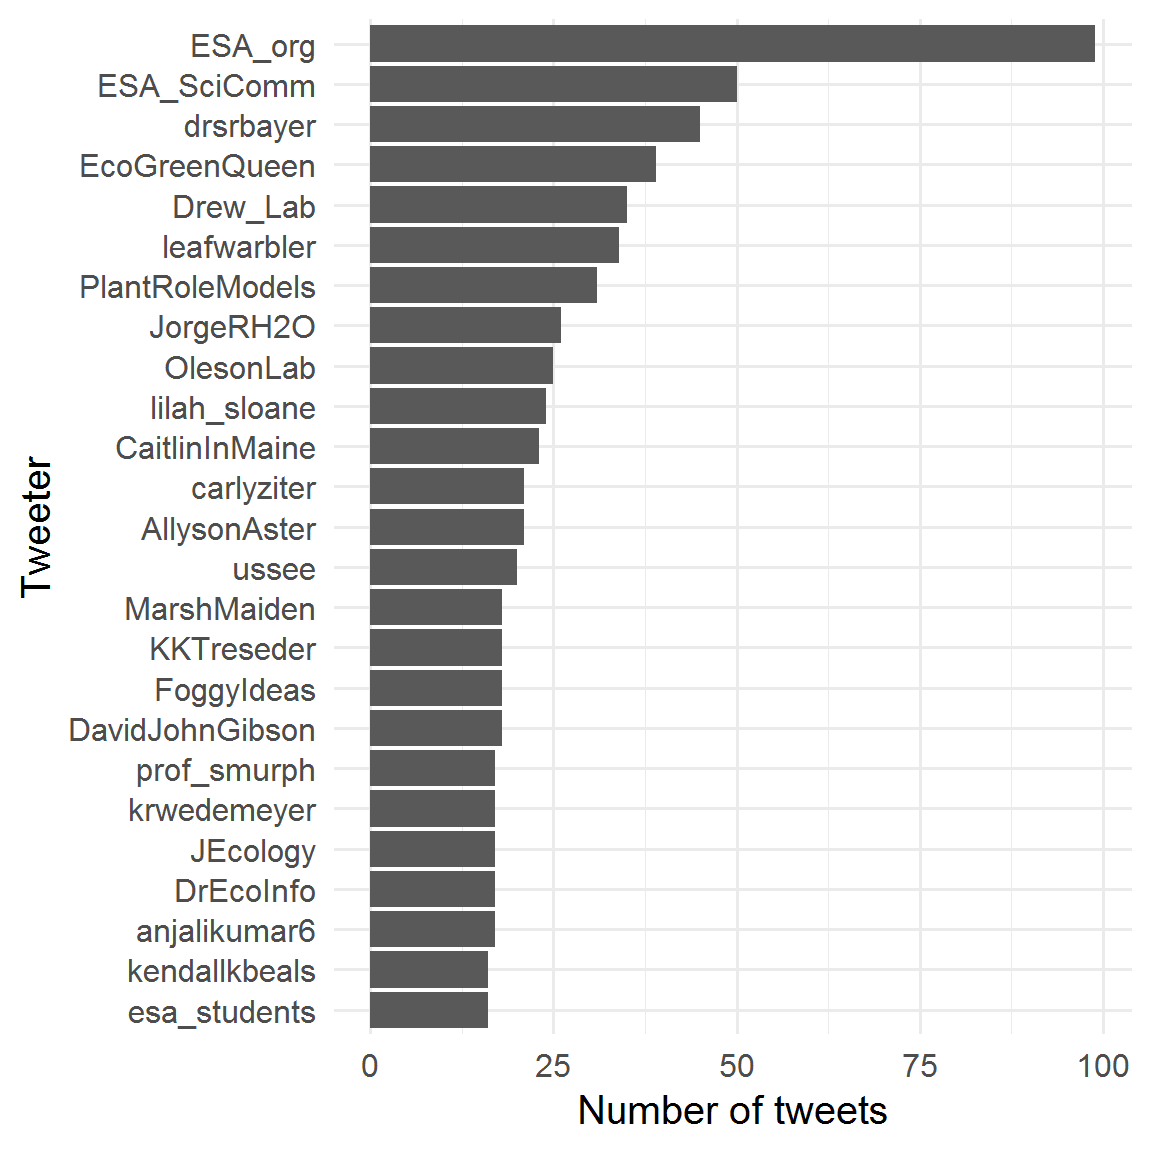 ESA_org
ESA_SciComm
drsrbayer
EcoGreenQueen
Drew_Lab
leafwarbler
PlantRoleModels
JorgeRH2O
OlesonLab
lilah_sloane
CaitlinInMaine
carlyziter
AllysonAster
ussee
MarshMaiden
KKTreseder
FoggyIdeas
DavidJohnGibson
prof_smurph
krwedemeyer
JEcology
DrEcoInfo
anjalikumar6
kendallkbeals
esa_students
Tweeter
0 25 50 75 100
Number of tweets